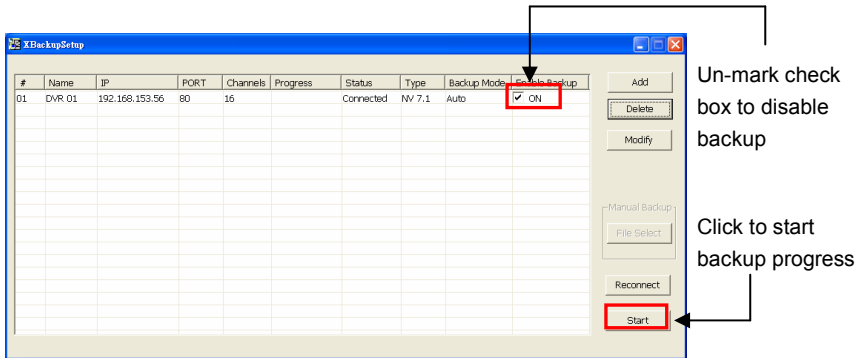 XBackupSetup
# Name IP PORT Channels Progress Status Type Backup Mode Enable Backup
01 DVR 01 192.168.153.56 80 16 Connected NV 7.1 Auto ON
Add
Delete
Modify
Manual Backup
File Select
Reconnect
Start
Un-mark check
box to disable
backup
Click to start
backup progress